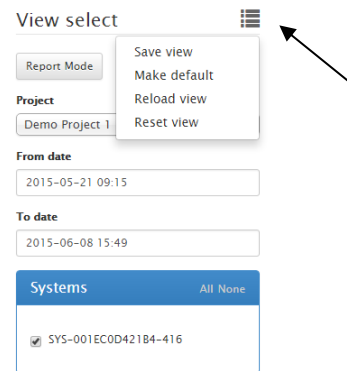 View select
Save view
Make default
Reload view
Reset view
Report Mode
Project
Demo Project 1
From date
2015-05-21 09:15
To date
2015-06-08 15:49
Systems
All None
SYS-001EC0D421B4-416